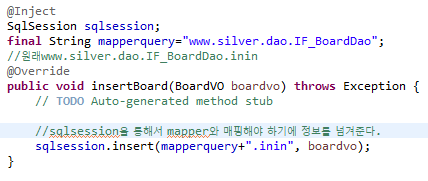 @Inject
SqlSession sqlsession;
final String mapperquery="www.silver.dao.IF_BoardDao";
//원래www.silver.dao.IF_BoardDao.inin
@Override
public void insertBoard(BoardVO boardvo) throws Exception {
// TODO Auto-generated method stub
//sqlsession을 통해서 mapper와 매핑해야 하기에 정보를 넘겨준다.
sqlsession.insert(mapperquery+".inin", boardvo);
}